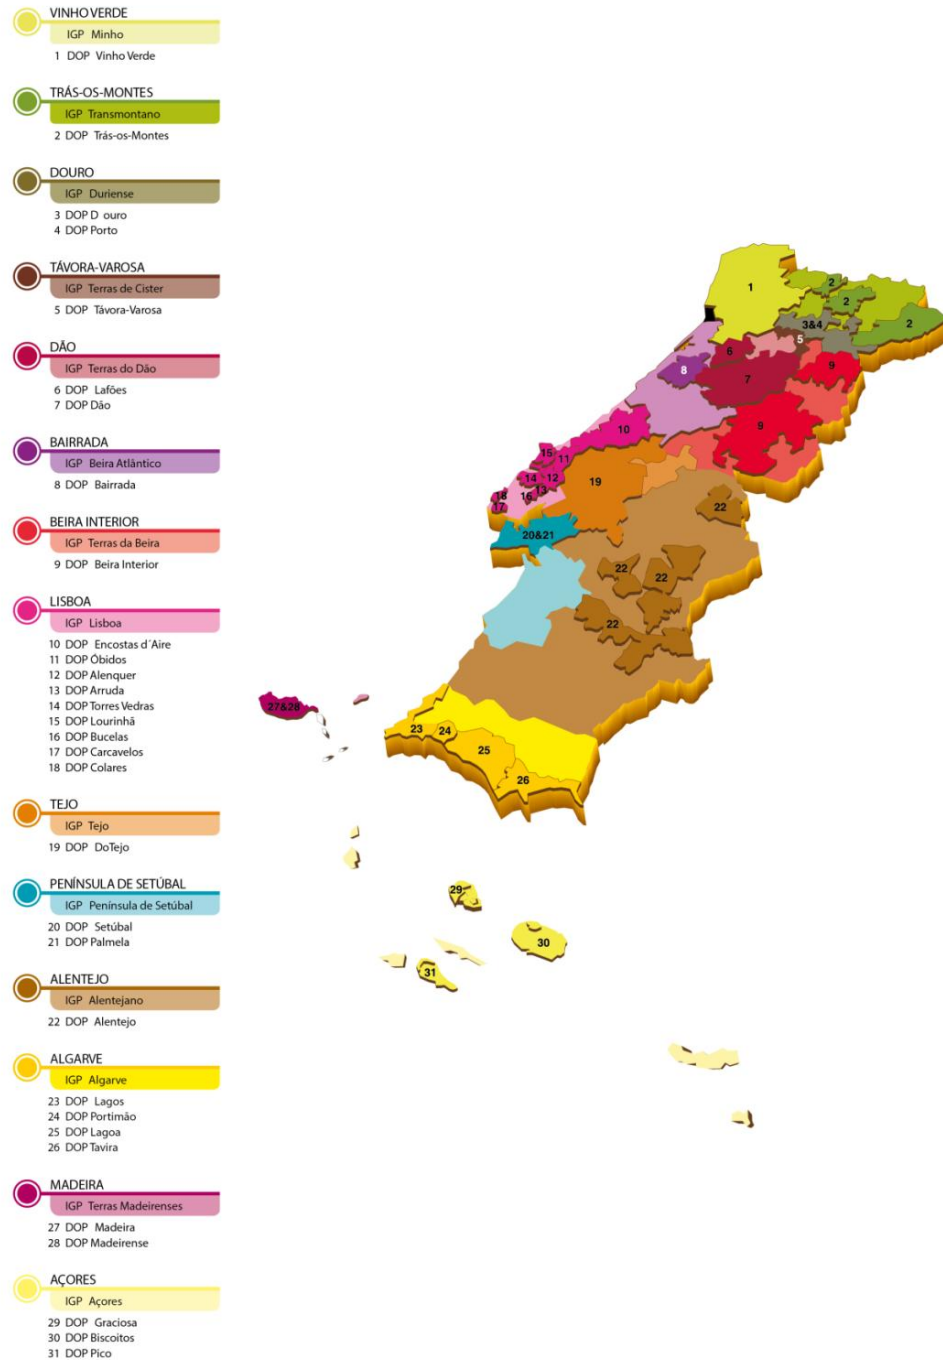 VINHO VERDE
IGP Minho
1 DOP Vinho Verde
TRÁS-OS-MONTES
IGP Transmontano
2 DOP Trás-os-Montes
DOURO
IGP Duriense
3 DOP D ouro
4 DOP Porto
TÁVORA-VAROSA
IGP Terras de Cister
5 DOP Távora-Varosa
DÃO
IGP Terras do Dão
6 DOP Lafões
7 DOP Dão
BAIRRADA
IGP Beira Atlântico
8 DOP Bairrada
BEIRA INTERIOR
IGP Terras da Beira
9 DOP Beira Interior
LISBOA
IGP Lisboa
10 DOP Encostas d´Aire
11 DOP Óbidos
12 DOP Alenquer
13 DOP Arruda
14 DOP Torres Vedras
15 DOP Lourinhã
16 DOP Bucelas
17 DOP Carcavelos
18 DOP Colares
TEJO
IGP Tejo
19 DOP DoTejo
PENÍNSULA DE SETÚBAL
IGP Península de Setúbal
20 DOP Setúbal
21 DOP Palmela
ALENTEJO
IGP Alentejano
22 DOP Alentejo
ALGARVE
IGP Algarve
23 DOP Lagos
24 DOP Portimão
25 DOP Lagoa
26 DOP Tavira
MADEIRA
IGP Terras Madeirenses
27 DOP Madeira
28 DOP Madeirense
AÇORES
IGP Açores
29 DOP Graciosa
30 DOP Biscoitos
31 DOP Pico
1
2
2
3&4
2
5
6
9
8
7
9
10
15
11
14
12
19
13
18
16
17
22
20&21
22
22
22
27&28
23
24
25
26
29
30
31